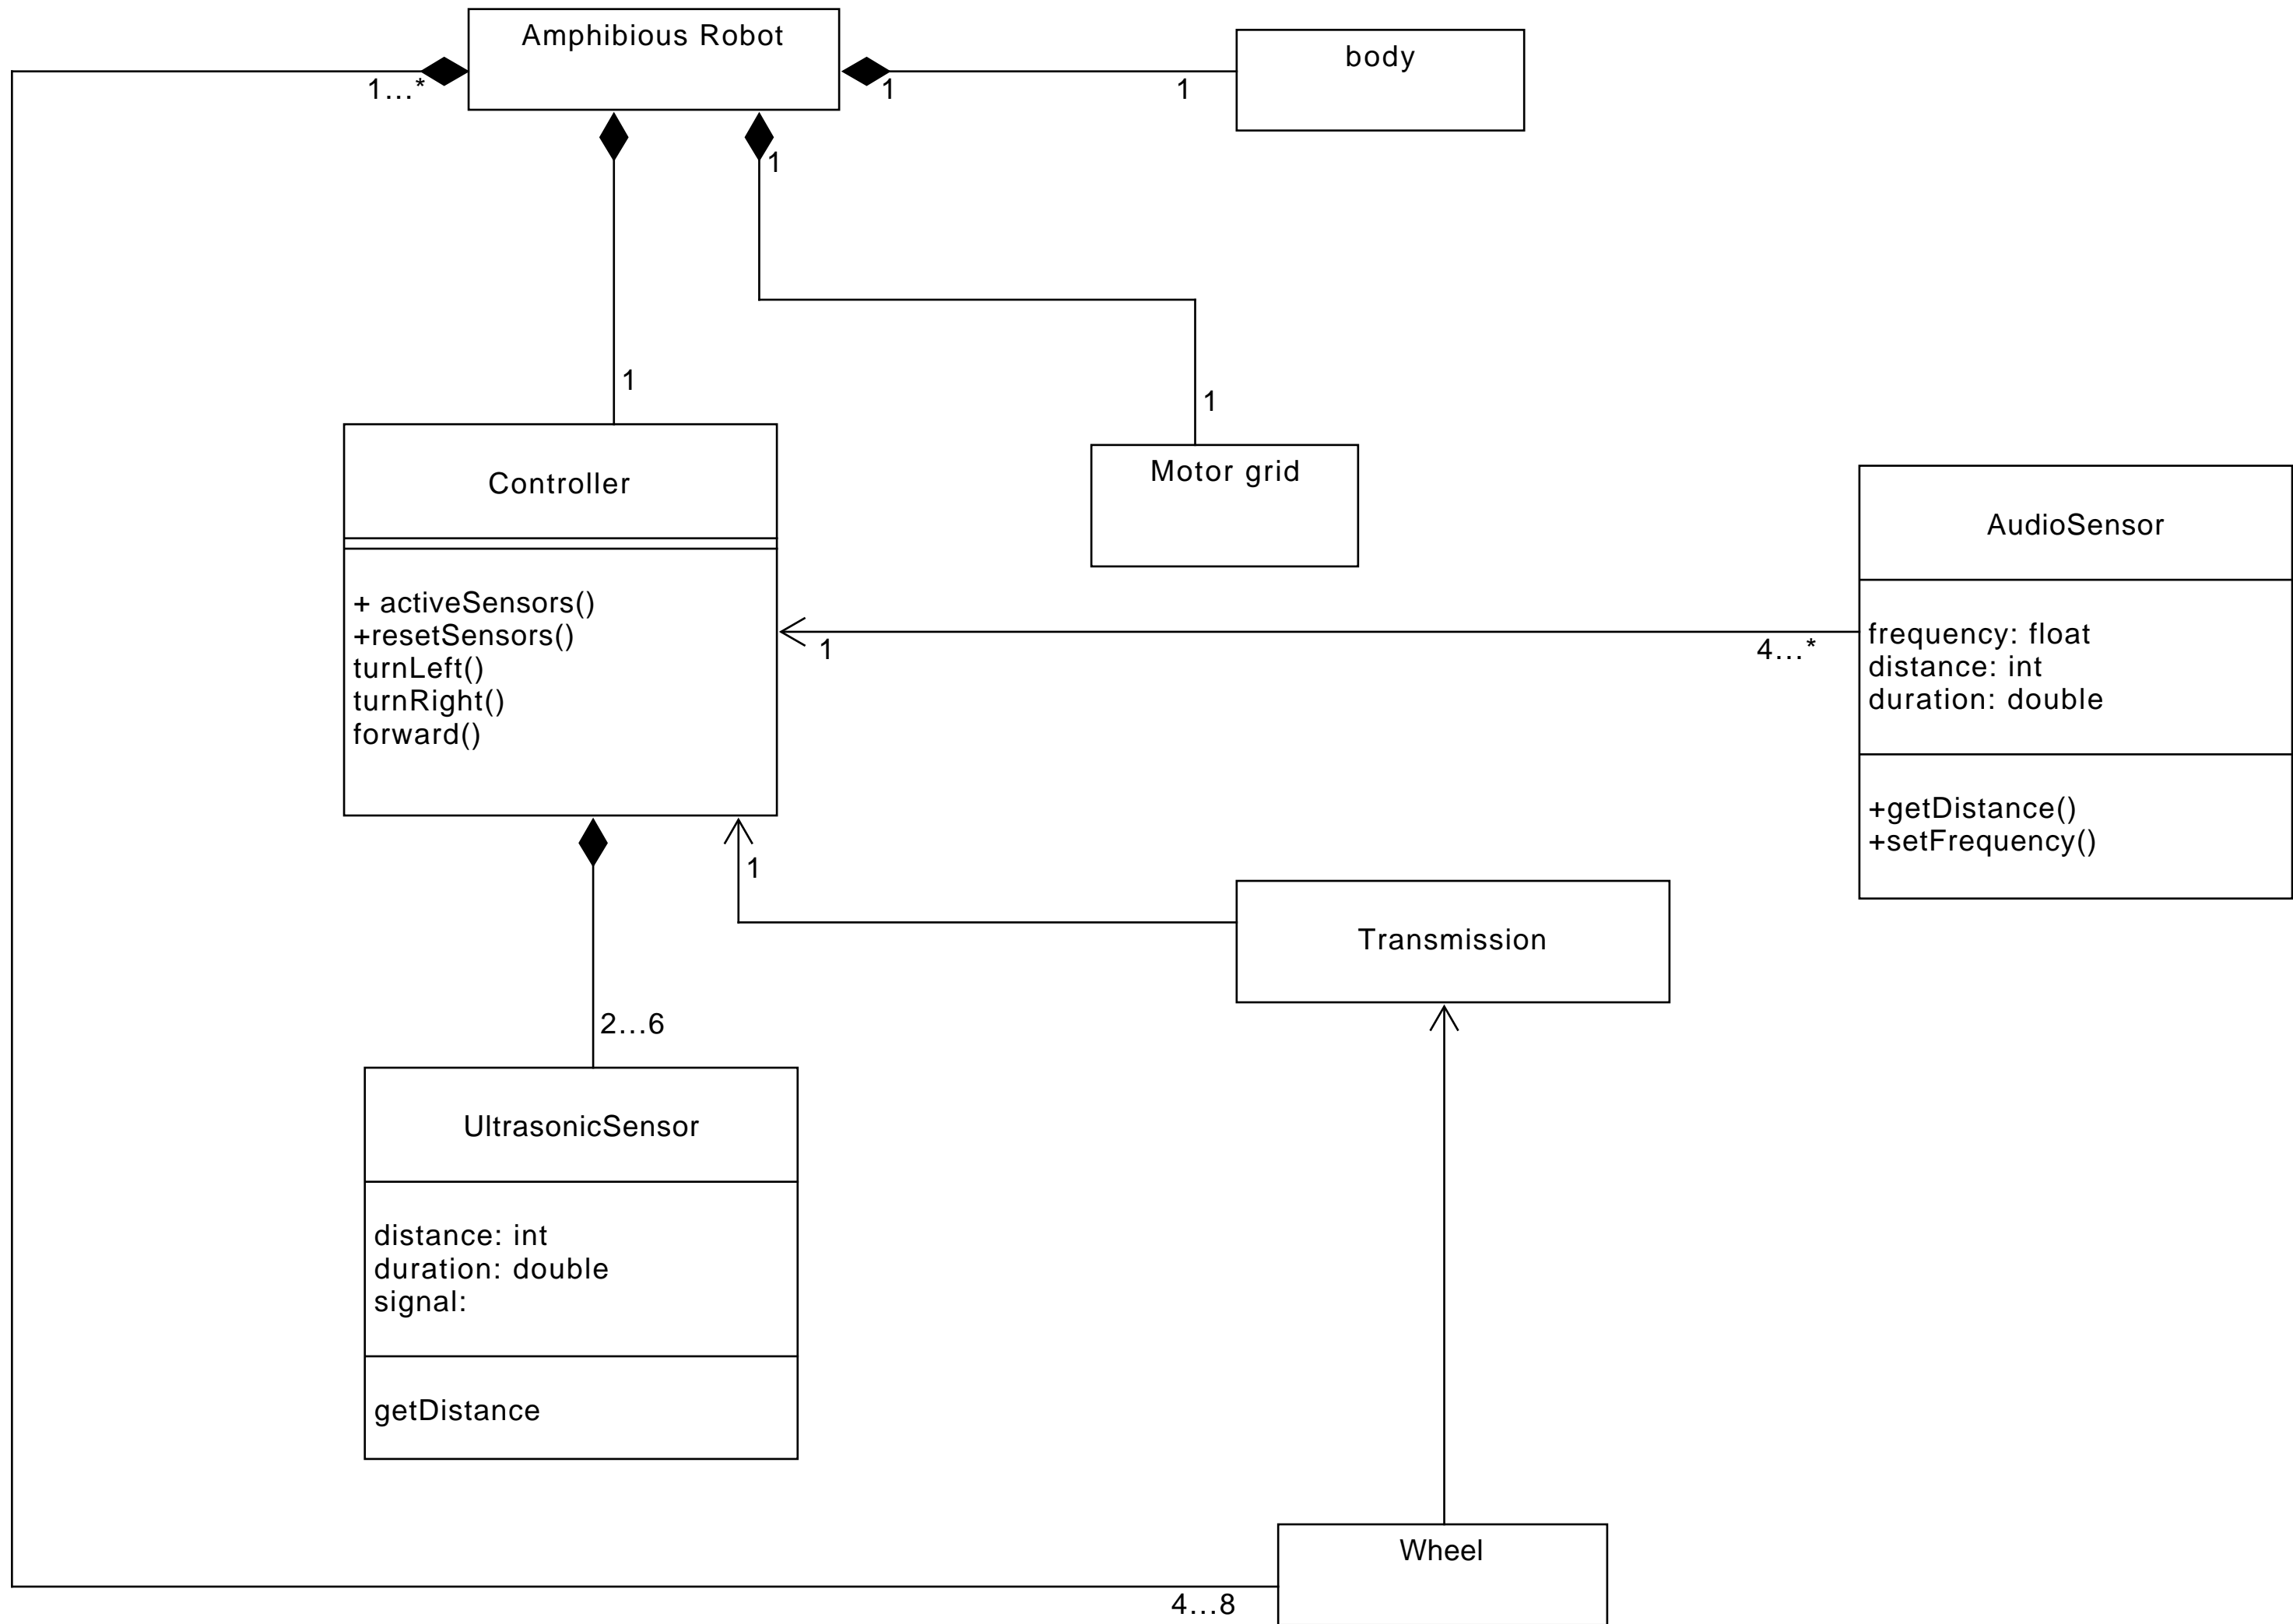 Amphibious Robot
body
1...*
1
1
1
1
1
Controller
+ activeSensors()
+resetSensors()
turnLeft()
turnRight()
forward()
Motor grid
AudioSensor
frequency: float
distance: int
duration: double
+getDistance()
+setFrequency()
1
4...*
1
Transmission
2...6
UltrasonicSensor
distance: int
duration: double
signal:
getDistance
Wheel
4...8